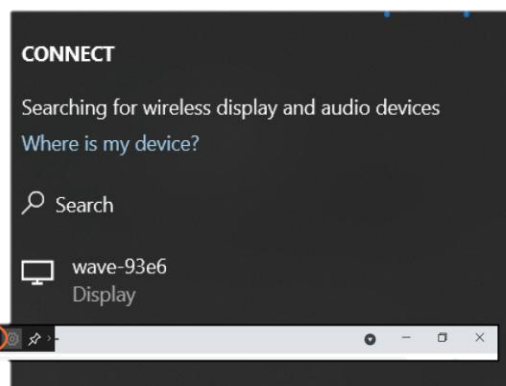 CONNECT
Searching for wireless display and audio devices
Where is my device?
Search
wave-93e6
Display